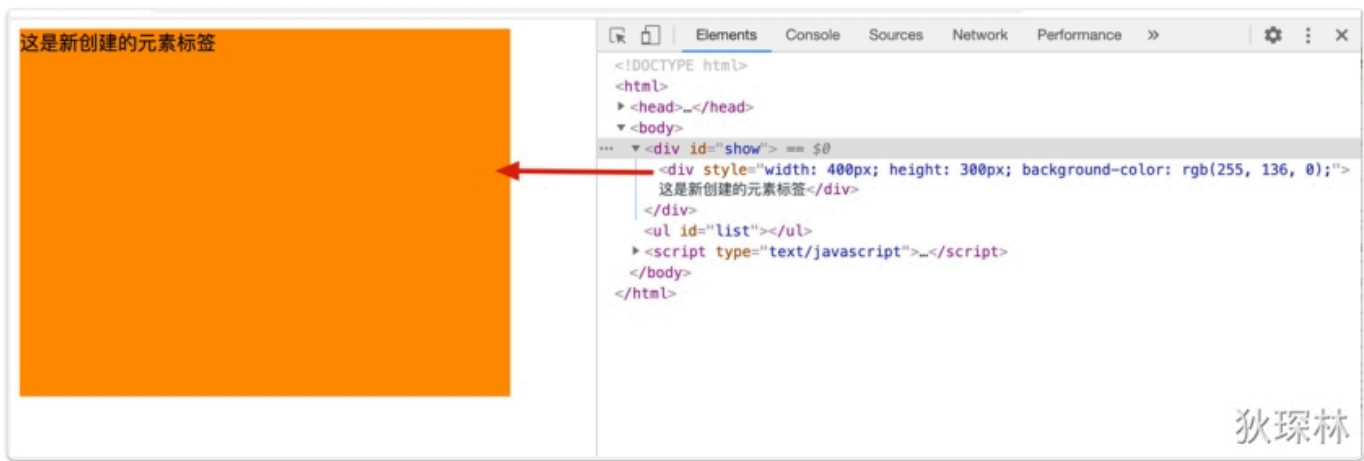 这是新创建的元素标签
Elements Console Sources Network Performance »
<!DOCTYPE html>
<html>
<head>…</head>
<body>
… <div id="show"> == $0
<div style="width: 400px; height: 300px; background-color: rgb(255, 136, 0);">
这是新创建的元素标签</div>
</div>
<ul id="list"></ul>
<script type="text/javascript">…</script>
</body>
</html>
狄琛林